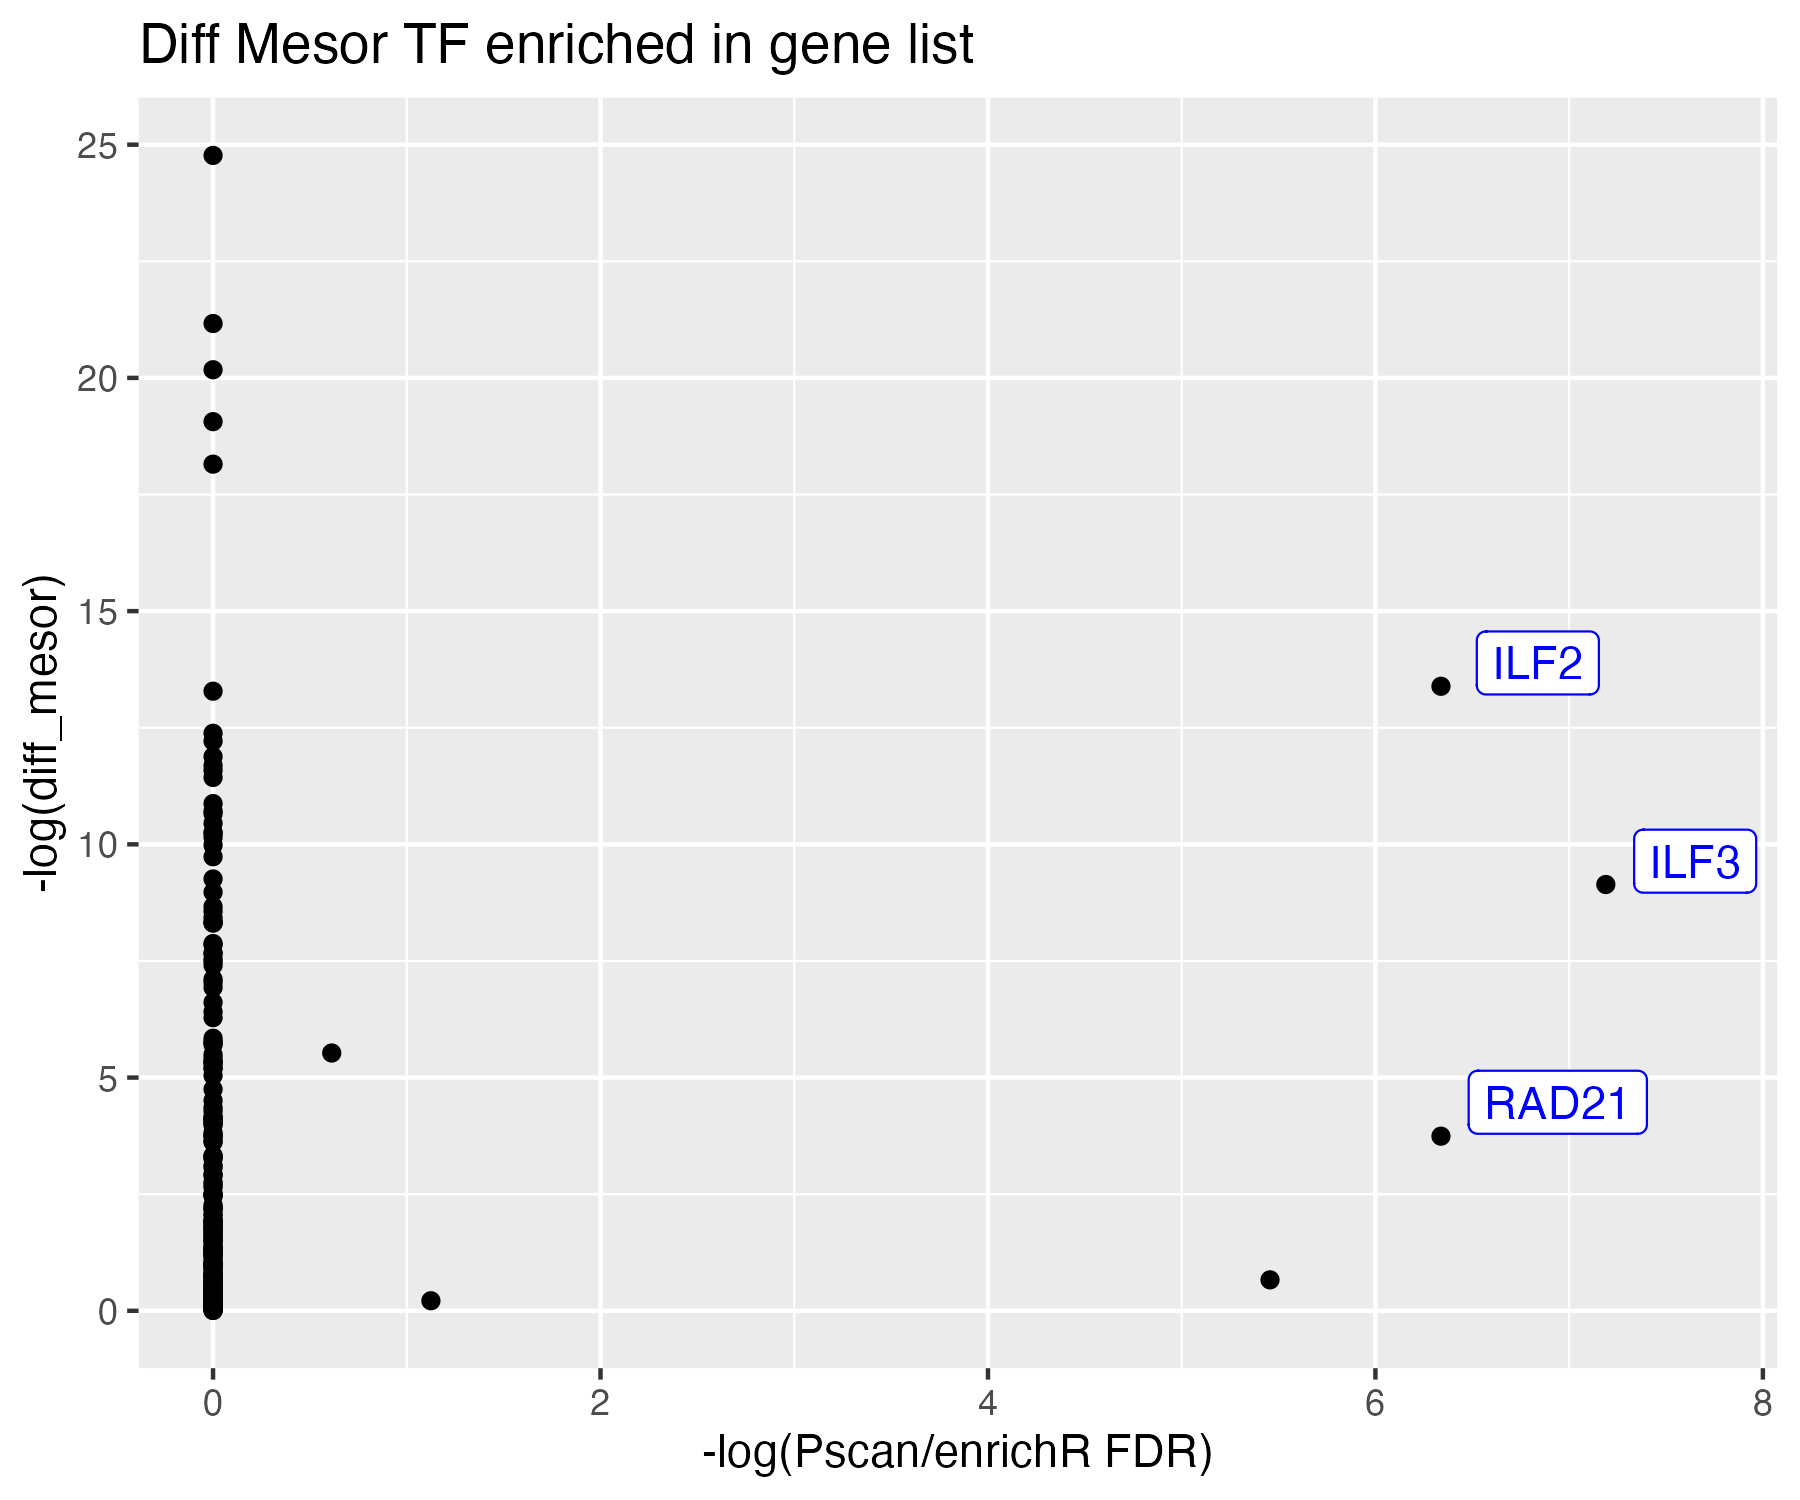 Diff Mesor TF enriched in gene list
-log(diff_mesor)
25
20
15
10
5
0
ILF2
ILF3
RAD21
0 2 4 6 8
-log(Pscan/enrichR FDR)